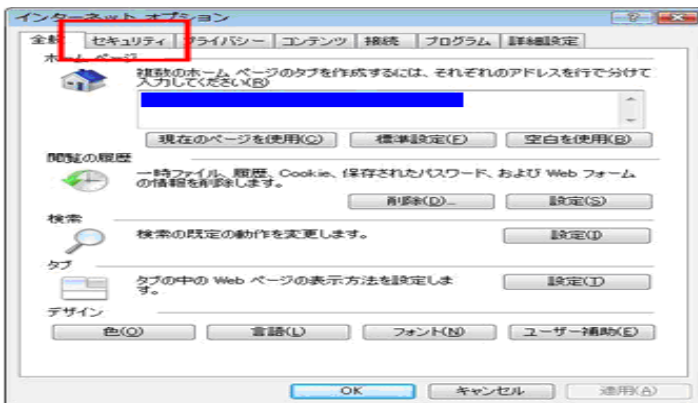 インターネット オプション
全般 セキュリティ プライバシー コンテンツ 接続 プログラム 詳細設定
ホーム ページ
複数のホーム ページのタブを作成するには、それぞれのアドレスを行で分けて
入力してください(R)
現在のページを使用(C) 標準設定(F) 空白を使用(B)
閲覧の履歴
一時ファイル、履歴、Cookie、保存されたパスワード、および Web フォーム
の情報を削除します。
削除(D)... 設定(S)
検索
検索の既定の動作を変更します。
設定(I)
タブ
タブの中の Web ページの表示方法を設定しま
す。
設定(T)
デザイン
色(O) 言語(L) フォント(N) ユーザー補助(E)
OK キャンセル 適用(A)